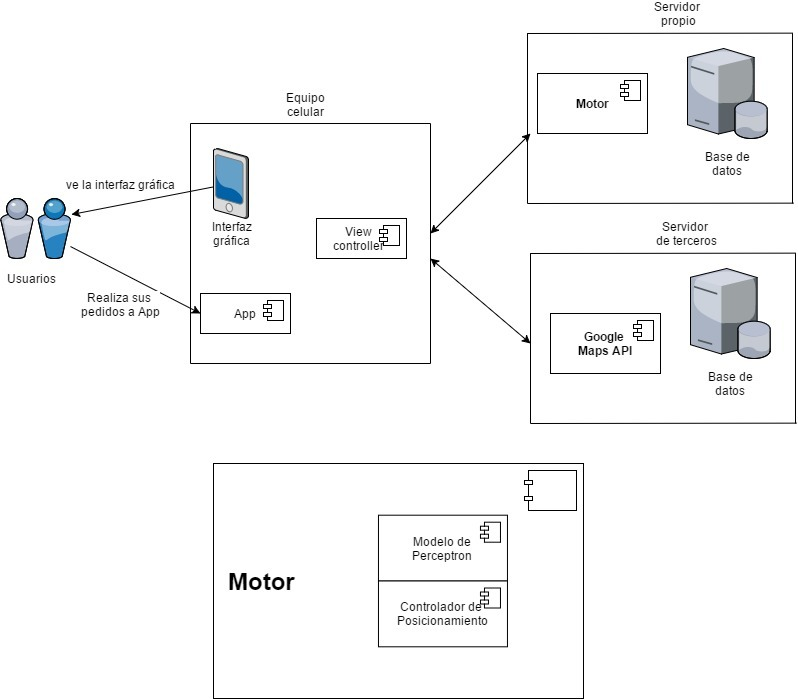 Servidor
propio
Motor
Base de
datos
Equipo
celular
ve la interfaz gráfica
Interfaz
gráfica
View
controller
Usuarios
Realiza sus
pedidos a App
App
Servidor
de terceros
Google
Maps API
Base de
datos
Motor
Modelo de
Perceptron
Controlador de
Posicionamiento